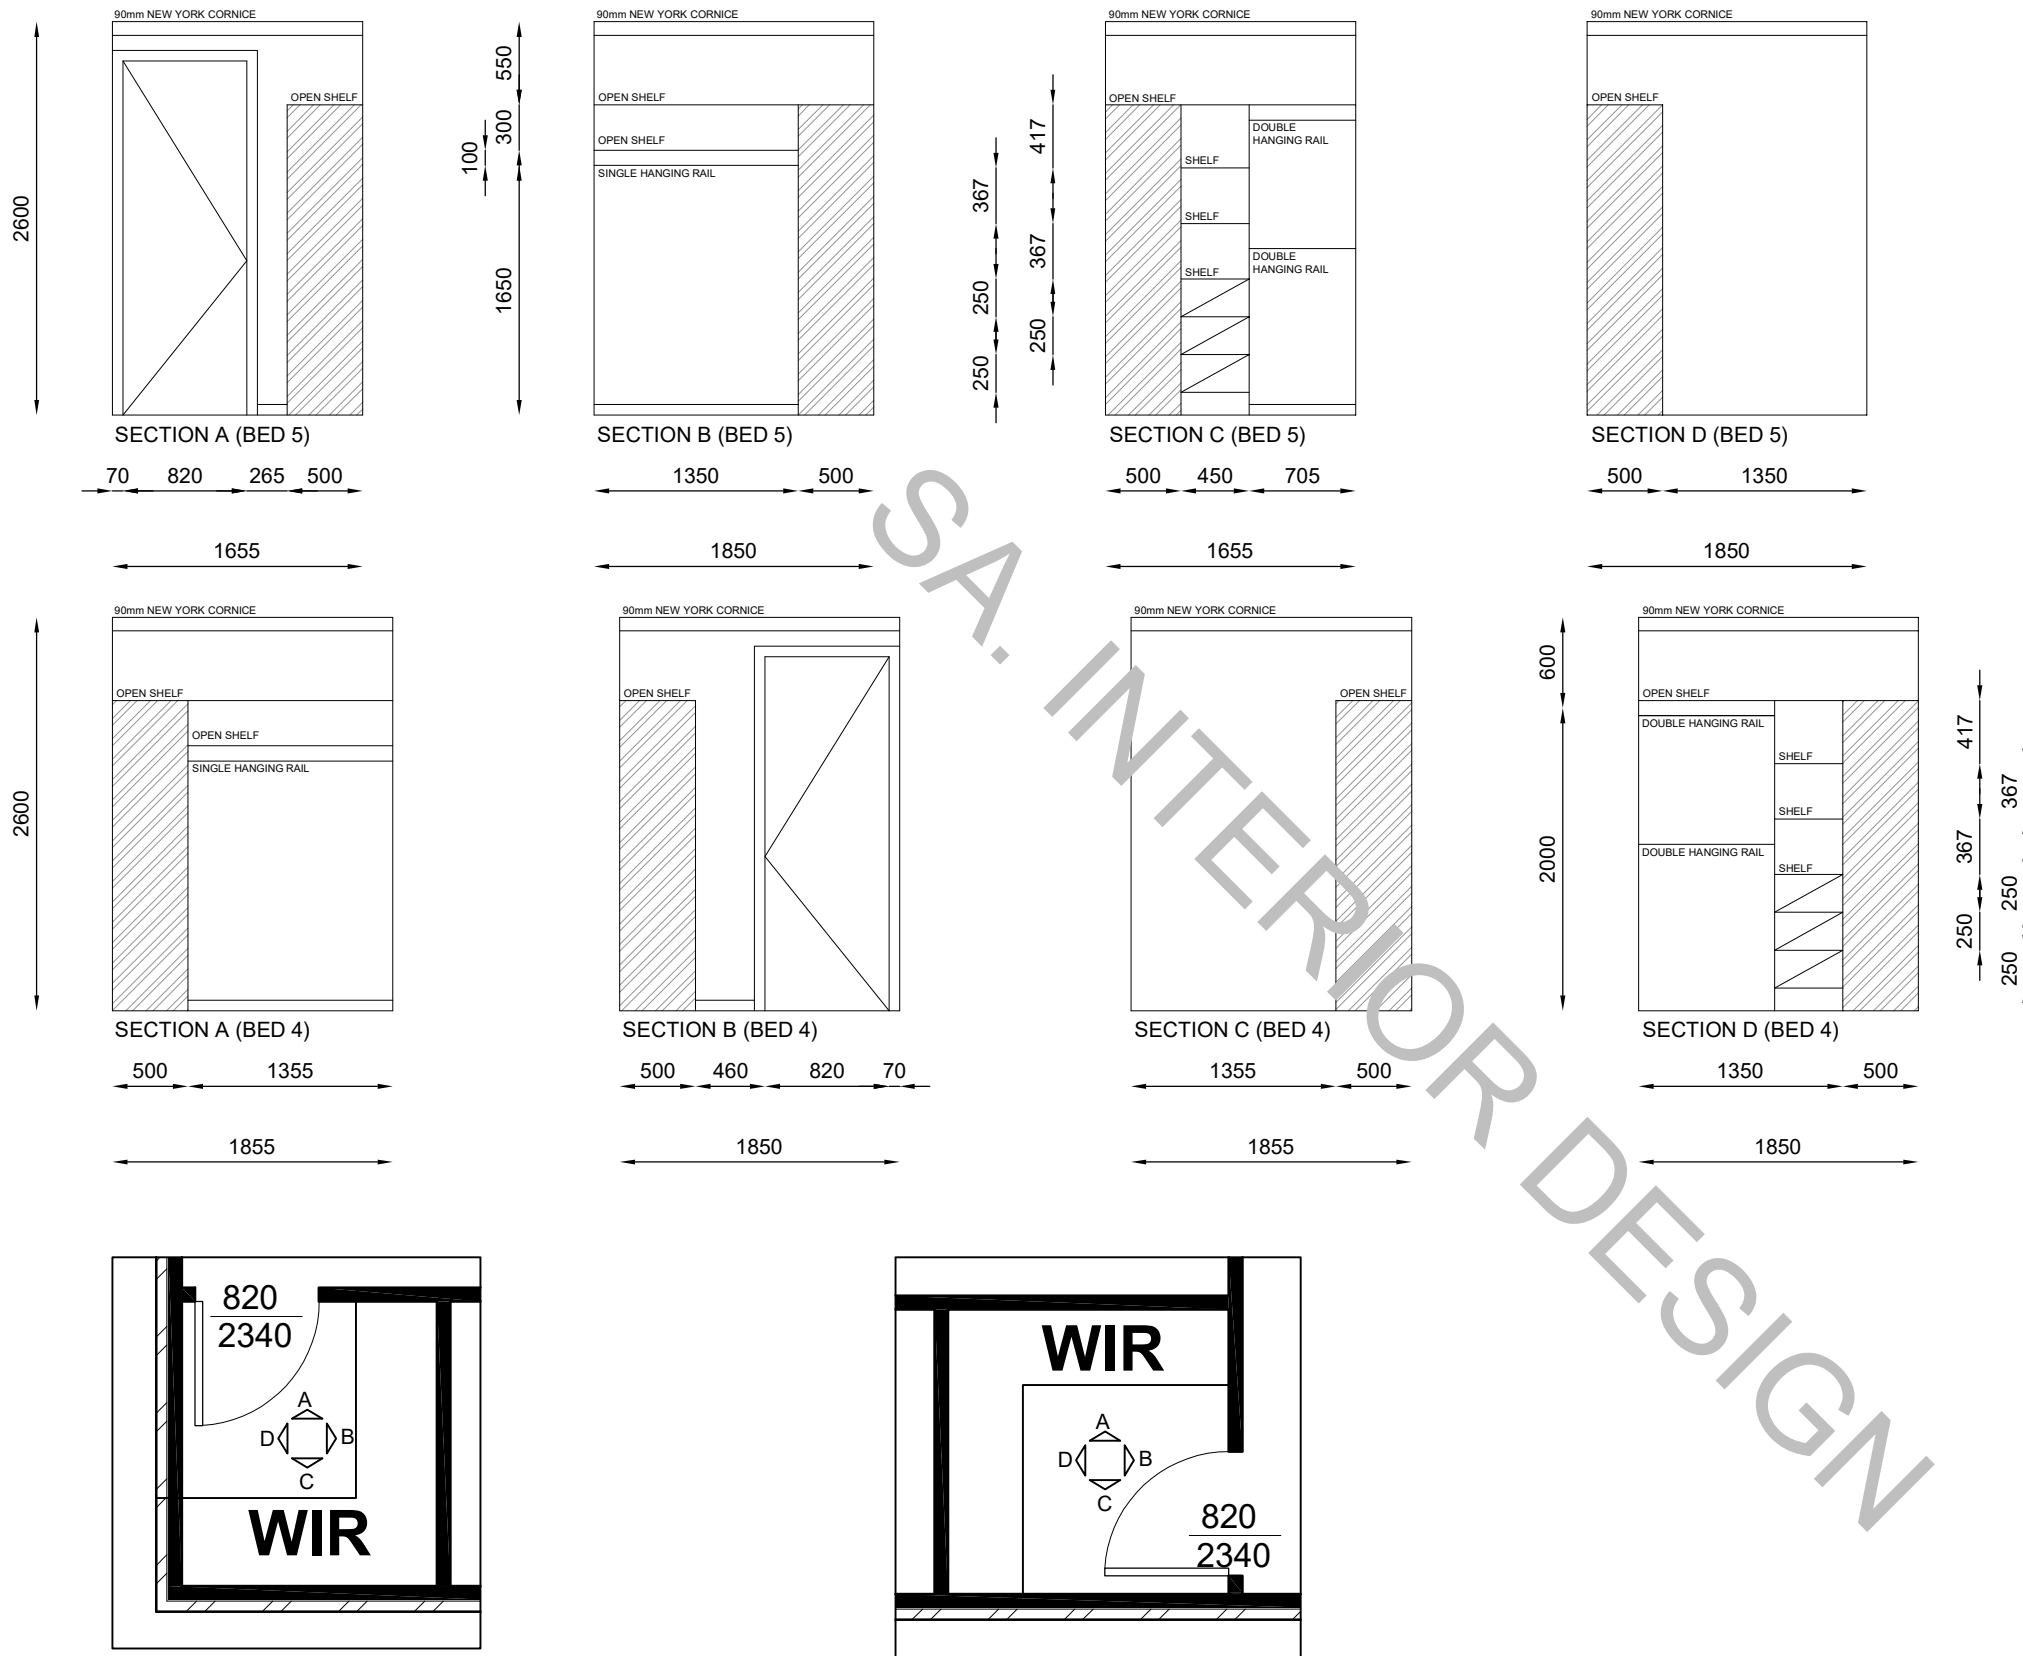 90mm NEW YORK CORNICE
OPEN SHELF
2600
SECTION A (BED 5)
70 820 265 500
1655
90mm NEW YORK CORNICE
OPEN SHELF
OPEN SHELF
SINGLE HANGING RAIL
550
300
100
1650
SECTION B (BED 5)
1350 500
1850
90mm NEW YORK CORNICE
OPEN SHELF
DOUBLE
HANGING RAIL
SHELF
SHELF
DOUBLE
HANGING RAIL
SHELF
417
367
367
250
250
250
SECTION C (BED 5)
500 450 705
1655
90mm NEW YORK CORNICE
OPEN SHELF
SECTION D (BED 5)
500 1350
1850
90mm NEW YORK CORNICE
OPEN SHELF
OPEN SHELF
SINGLE HANGING RAIL
2600
SECTION A (BED 4)
500 1355
1855
90mm NEW YORK CORNICE
OPEN SHELF
SECTION B (BED 4)
500 460 820 70
1850
90mm NEW YORK CORNICE
OPEN SHELF
SECTION C (BED 4)
1355 500
1855
90mm NEW YORK CORNICE
OPEN SHELF
DOUBLE HANGING RAIL
SHELF
SHELF
DOUBLE HANGING RAIL
SHELF
600
2000
417
367
367
250
250
250
SECTION D (BED 4)
1350 500
1850
820
2340
A
D B
C
WIR
WIR
A
D B
C
820
2340
SA. INTERIOR DESIGN